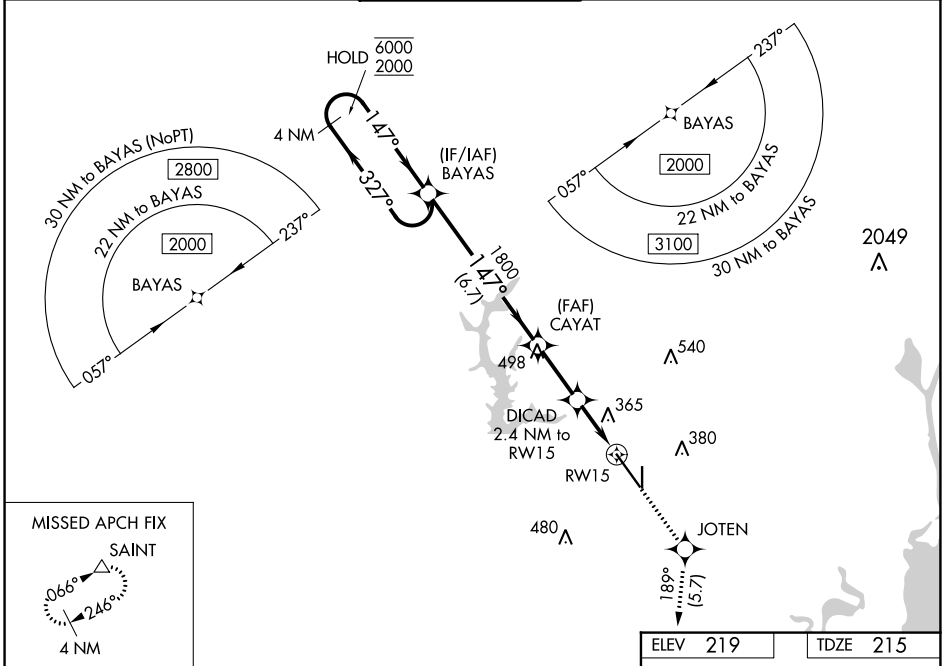 HOLD 6000
2000
4 NM
147°
327°
(IF/IAF)
BAYAS
30 NM to BAYAS (NoPT)
2800
22 NM to BAYAS
2000
237°
BAYAS
057°
237°
BAYAS
2000
057°
22 NM to BAYAS
3100
30 NM to BAYAS
2049
1800
147°
(6.7)
(FAF)
CAYAT
498
540
DICAD
2.4 NM to
RW15
365
380
RW15
480
JOTEN
189°
(5.7)
MISSED APCH FIX
SAINT
066°
246°
4 NM
ELEV 219
TDZE 215